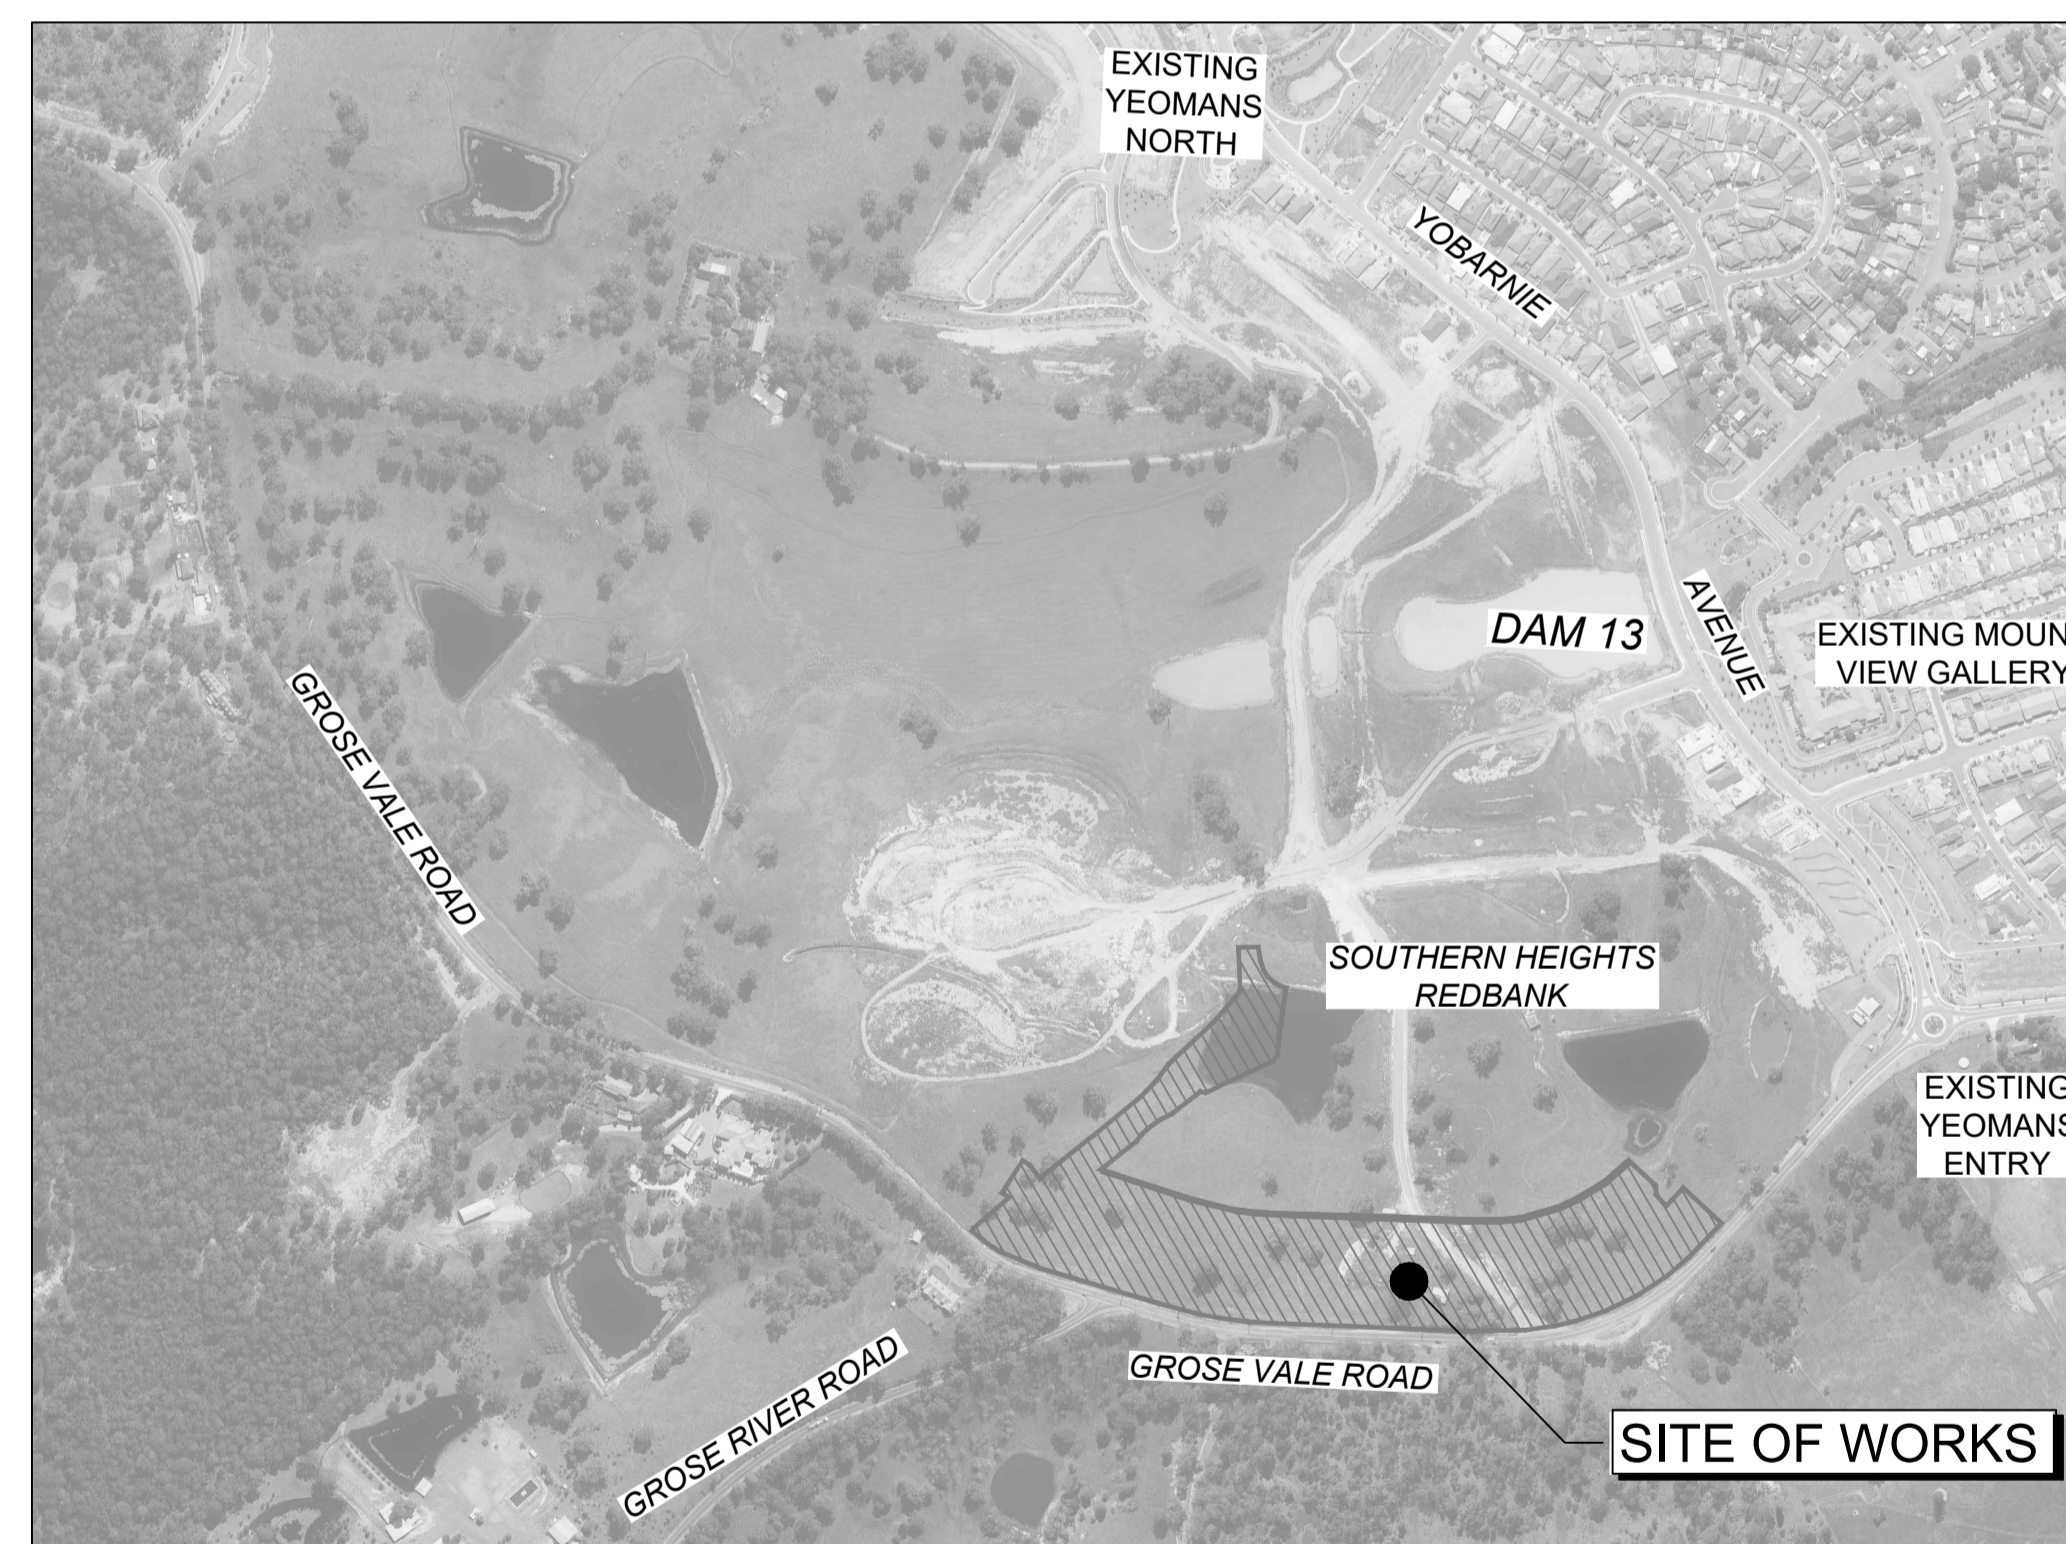 EXISTING
YEOMANS
NORTH
YOBARNIE
AVENUE
DAM 13
EXISTING MOUN
VIEW GALLERY
GROSE VALE ROAD
SOUTHERN HEIGHTS
REDBANK
EXISTING
YEOMANS
ENTRY
GROSE RIVER ROAD
GROSE VALE ROAD
SITE OF WORKS